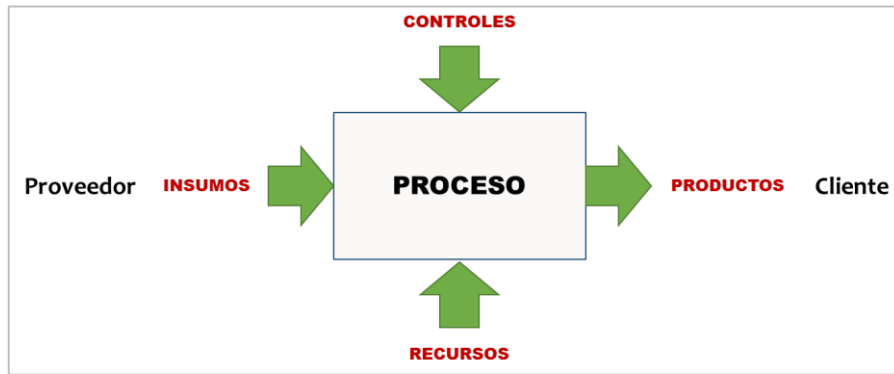 CONTROLES
Proveedor INSUMOS PROCESO PRODUCTOS Cliente
RECURSOS